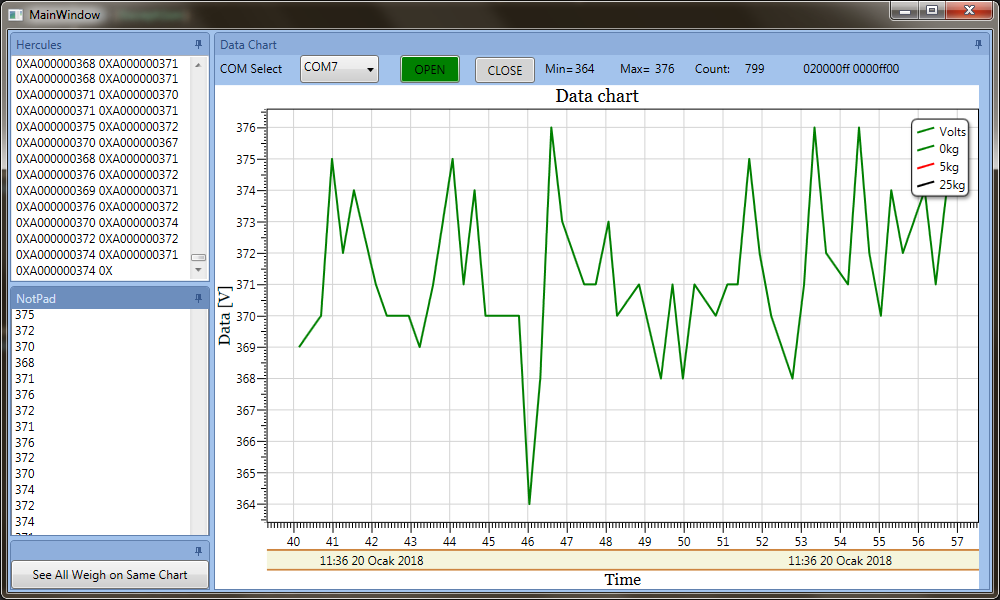 MainWindow
Hercules
0XA000000368 0XA000000371
0XA000000368 0XA000000371
0XA000000371 0XA000000370
0XA000000371 0XA000000371
0XA000000375 0XA000000372
0XA000000370 0XA000000367
0XA000000368 0XA000000371
0XA000000376 0XA000000372
0XA000000369 0XA000000371
0XA000000376 0XA000000372
0XA000000370 0XA000000374
0XA000000372 0XA000000372
0XA000000374 0XA000000371
0XA000000374 0X
NotPad
375
372
370
368
371
376
372
371
376
372
370
374
372
374
See All Weigh on Same Chart
Data Chart
COM Select COM7 OPEN CLOSE Min= 364 Max= 376 Count: 799 020000ff 0000ff00
Data chart
Volts
0kg
5kg
25kg
376
375
374
373
372
371
370
369
368
367
366
365
364
Data [V]
40 41 42 43 44 45 46 47 48 49 50 51 52 53 54 55 56 57
11:36 20 Ocak 2018 11:36 20 Ocak 2018
Time